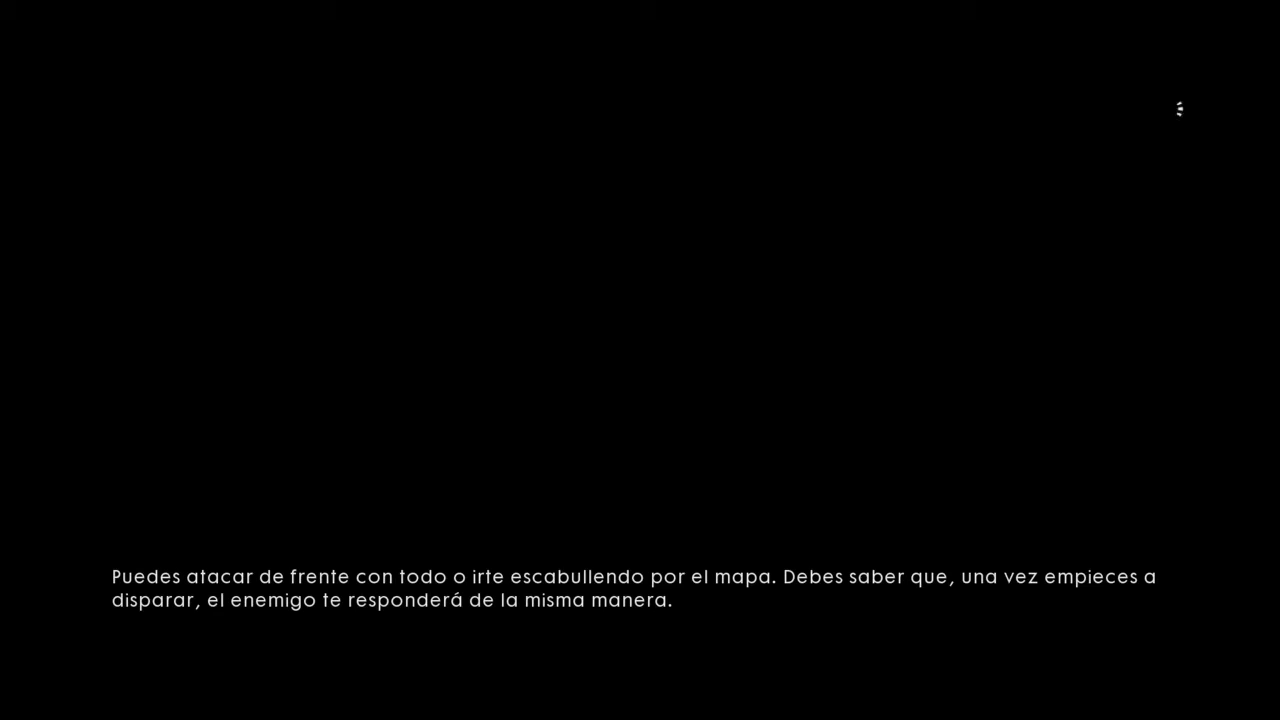 Puedes atacar de frente con todo o irte escabullendo por el mapa. Debes saber que, una vez empieces a
disparar, el enemigo te responderá de la misma manera.